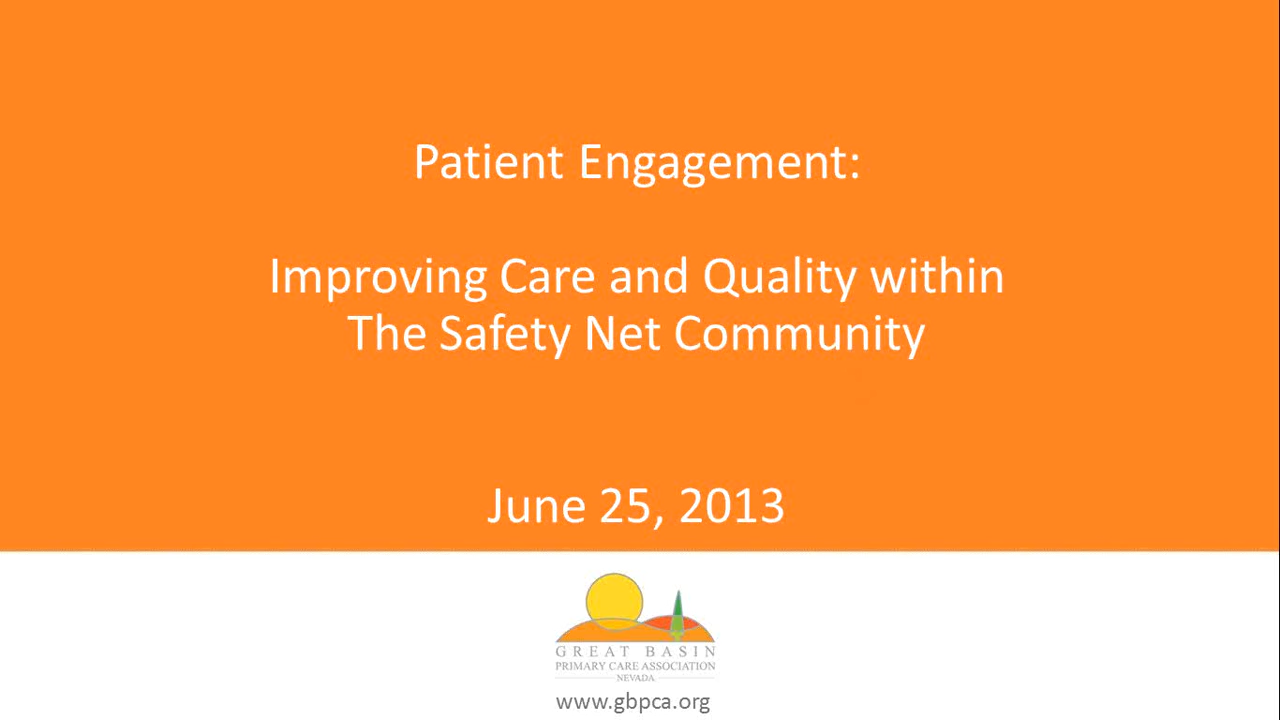 Patient Engagement:
Improving Care and Quality within
The Safety Net Community
June 25, 2013
GREAT BASIN
PRIMARY CARE ASSOCIATION
NEVADA
www.gbpca.org